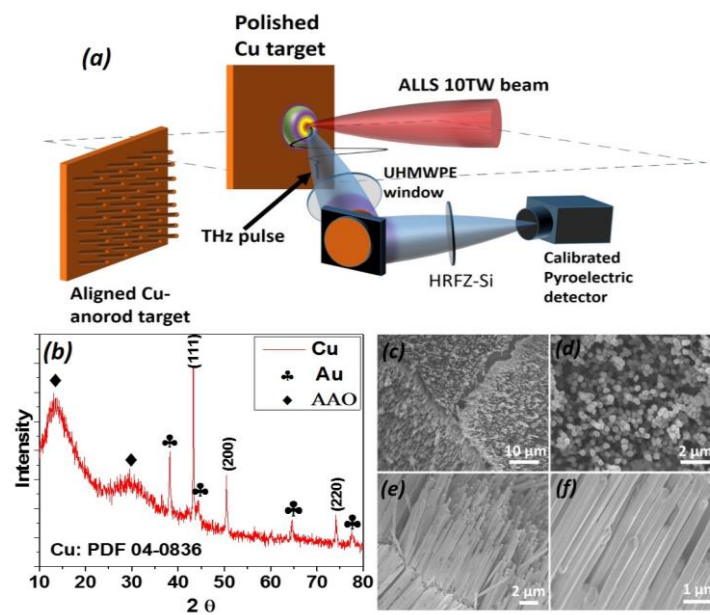 Polished
Cu target
(a)
ALLS 10TW beam
UHMWPE
window
THz pulse
HRFZ-Si
Calibrated
Pyroelectric
detector
Aligned Cu-
anorod target
(b)
(111)
Cu
♣ Au
◆ AAO
◆
◆
♣
♣
(200)
♣
(220)
♣
Intensity
Cu: PDF 04-0836
10 20 30 40 50 60 70 80
2 θ
(c)
10 µm
(d)
2 µm
(e)
2 µm
(f)
1 µm